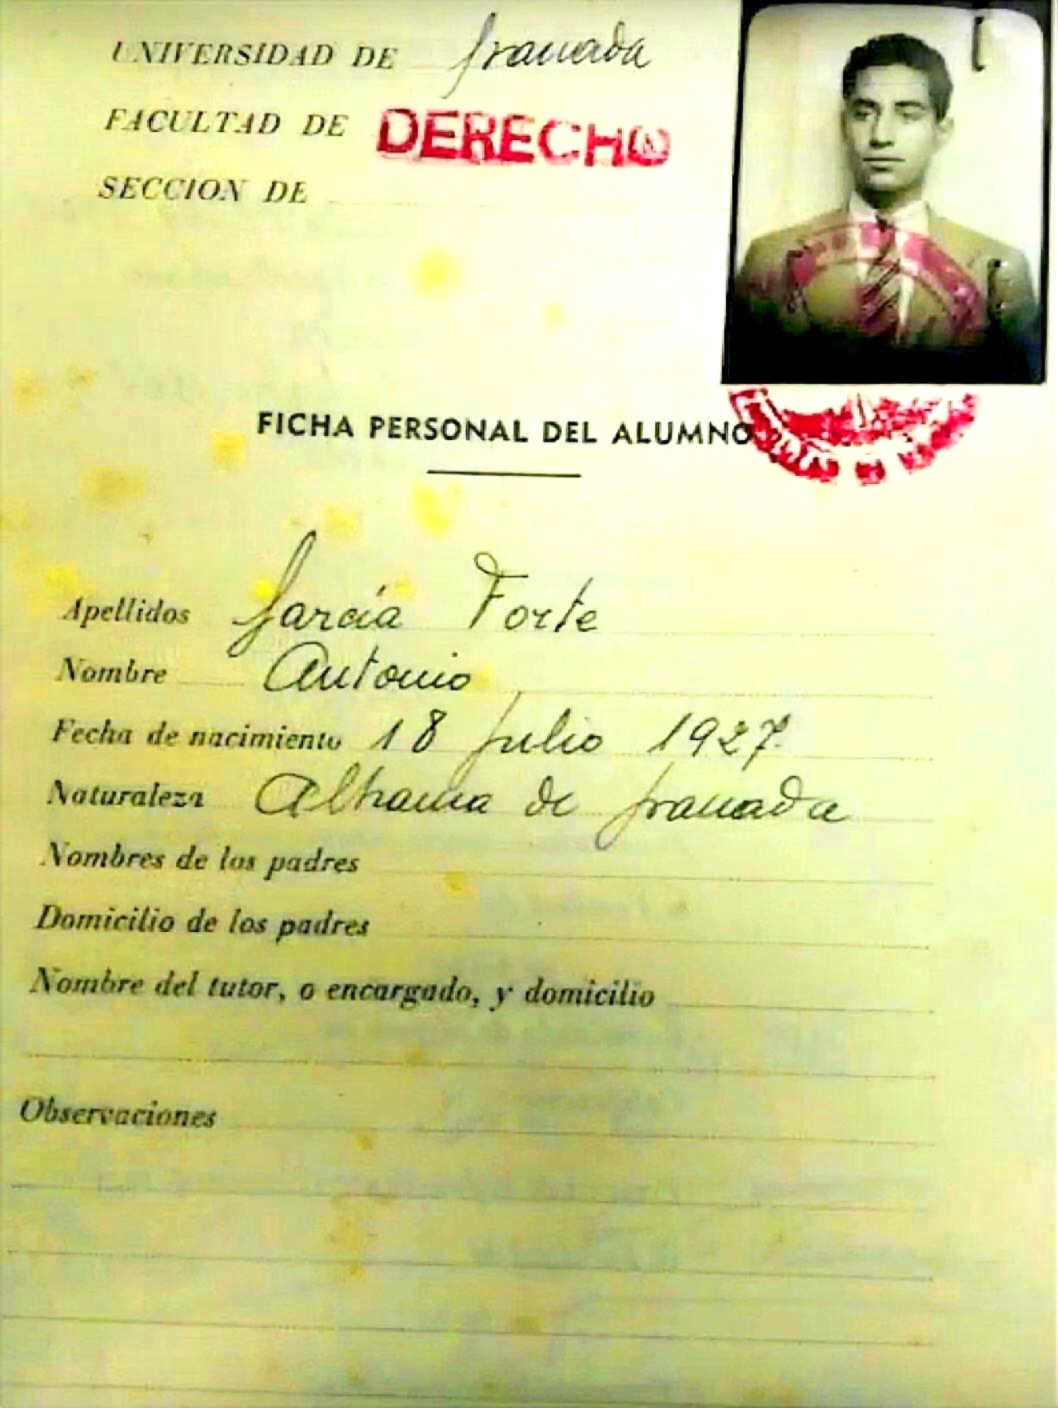 UNIVERSIDAD DE Granada
FACULTAD DE DERECHO
SECCION DE
FICHA PERSONAL DEL ALUMNO
Apellidos García Forte
Nombre Antonio
Fecha de nacimiento 18 Julio 1927.
Naturaleza Alhama de Granada
Nombres de los padres
Domicilio de los padres
Nombre del tutor, o encargado, y domicilio
Observaciones